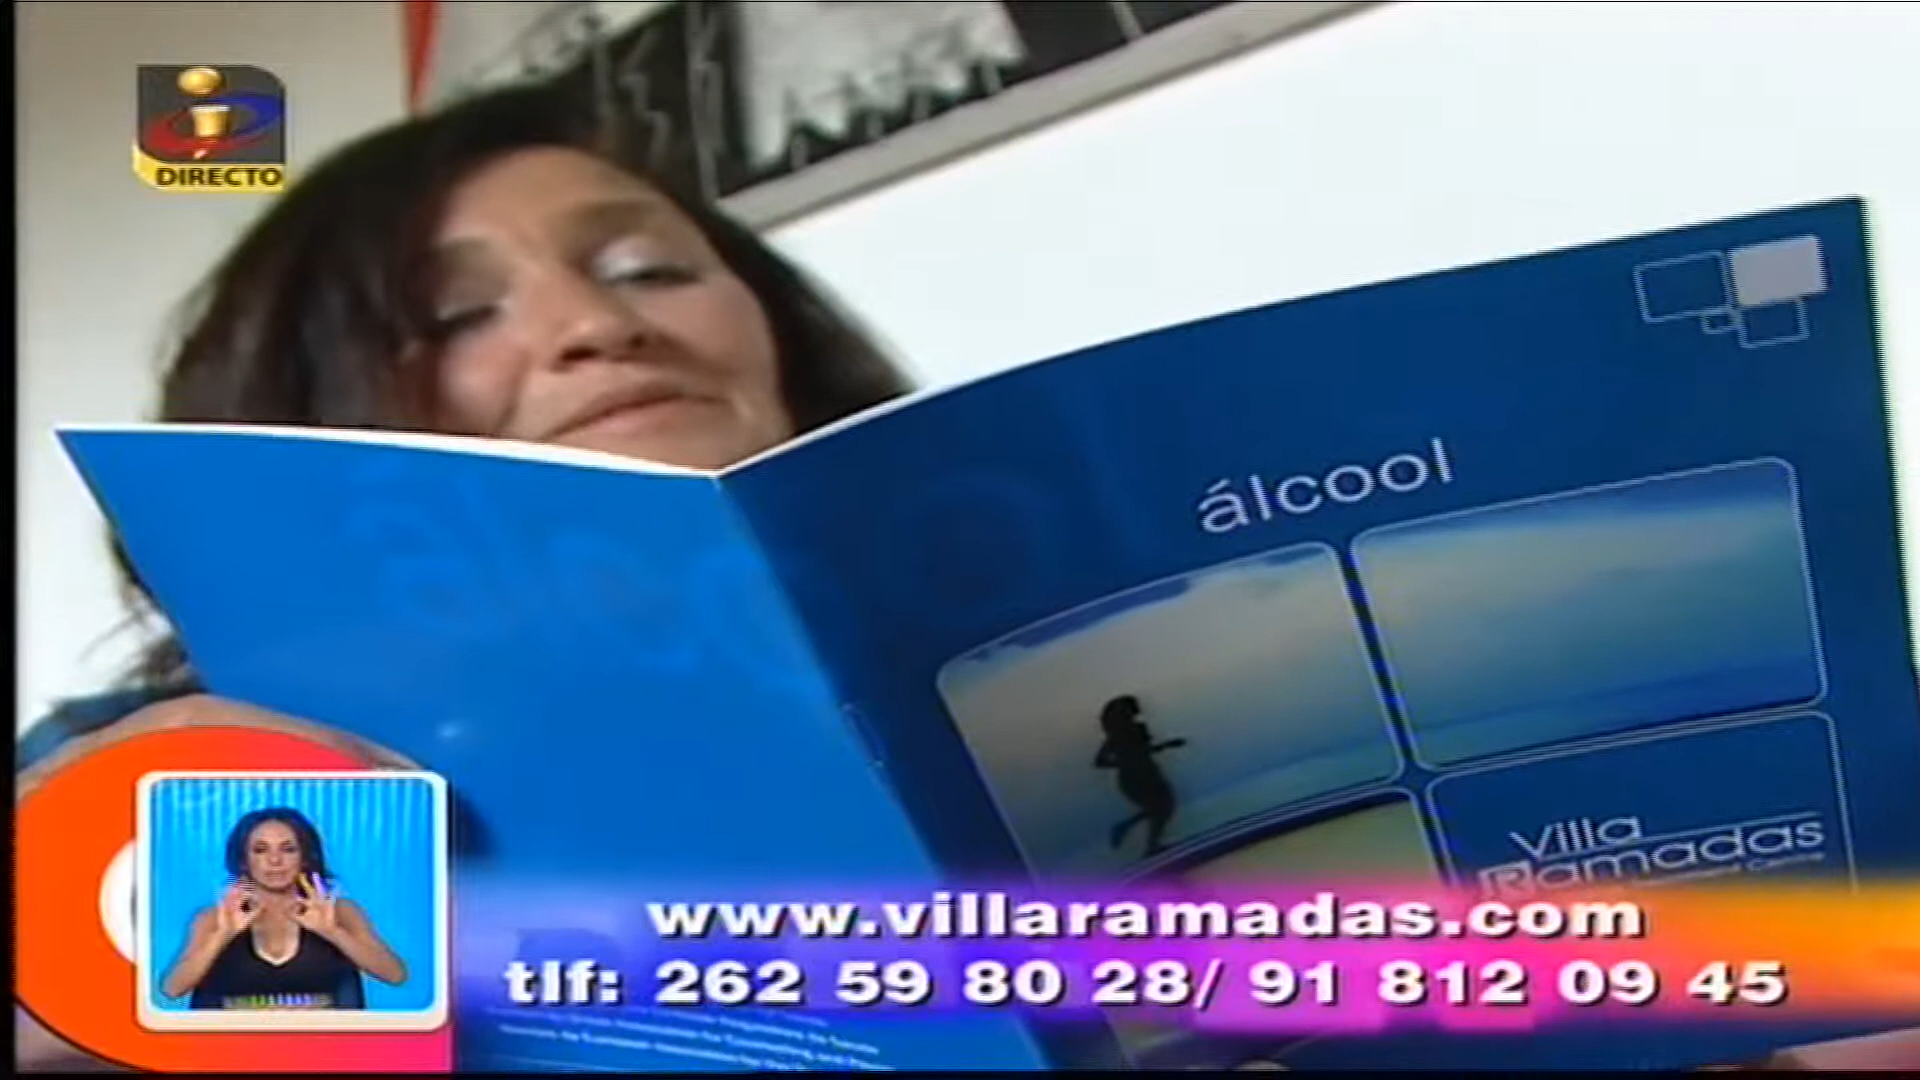 DIRECTO
álcool
Villa
Ramadas
www.villaramadas.com
tlf: 262 59 80 28/ 91 812 09 45